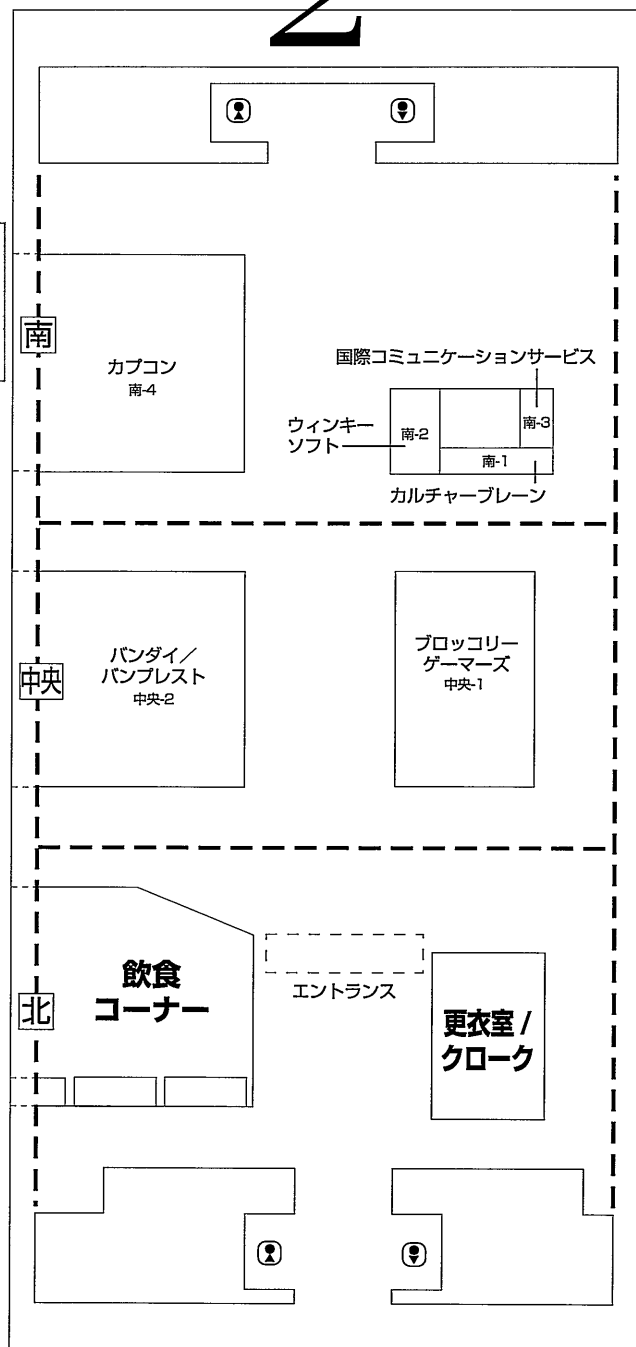 2
南
カプコン
南-4
国際コミュニケーションサービス
ウィンキー
ソフト
南-2
南-3
南-1
カルチャーブレーン
中央
バンダイ／
バンプレスト
中央-2
ブロッコリー
ゲーマーズ
中央-1
北
飲食
コーナー
エントランス
更衣室 /
クローク